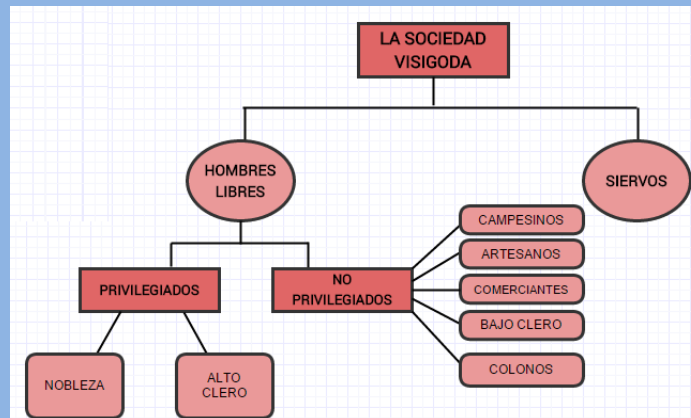 LA SOCIEDAD
VISIGODA
HOMBRES
LIBRES
SIERVOS
PRIVILEGIADOS
NO
PRIVILEGIADOS
CAMPESINOS
ARTESANOS
COMERCIANTES
BAJO CLERO
COLONOS
NOBLEZA
ALTO
CLERO